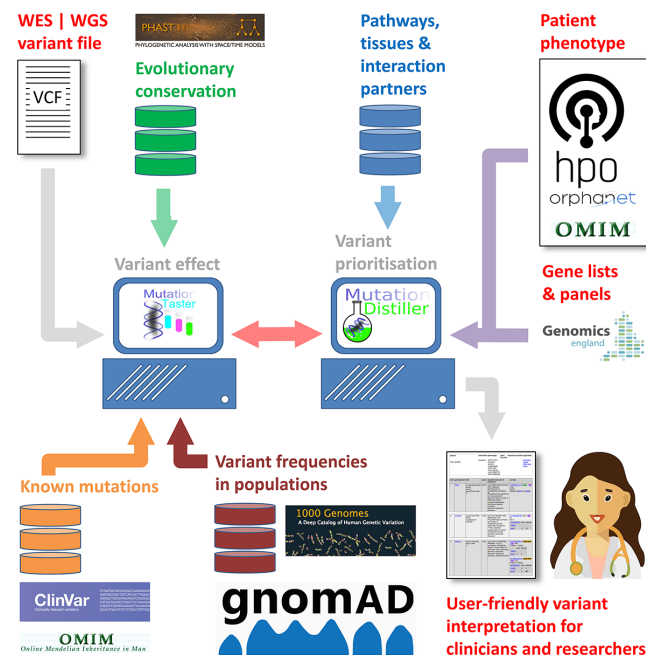 WES | WGS
variant file
VCF
PHAST
PHYLOGENETIC ANALYSIS WITH SPACE/TIME MODELS
Evolutionary
conservation
Pathways,
tissues &
interaction
partners
Patient
phenotype
hpo
orphanet
OMIM
Variant effect
Variant
prioritisation
Mutation
Taster
Mutation
Distiller
Gene lists
& panels
Genomics
england
Known mutations
Variant frequencies
in populations
1000 Genomes
A Deep Catalog of Human Genetic Variation
ClinVar
Clinically relevant variation
OMIM
Online Mendelian Inheritance in Man
gnomAD
User-friendly variant
interpretation for
clinicians and researchers